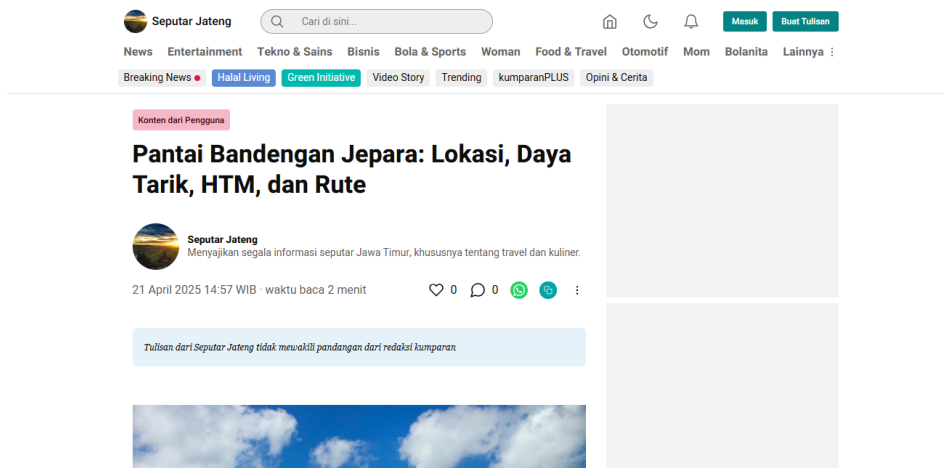 Seputar Jateng
Cari di sini...
Masuk
Buat Tulisan
News Entertainment Tekno & Sains Bisnis Bola & Sports Woman Food & Travel Otomotif Mom Bolanita Lainnya
Breaking News Halal Living Green Initiative Video Story Trending kumparanPLUS Opini & Cerita
Konten dari Pengguna
Pantai Bandengan Jepara: Lokasi, Daya
Tarik, HTM, dan Rute
Seputar Jateng
Menyajikan segala informasi seputar Jawa Timur, khususnya tentang travel dan kuliner.
21 April 2025 14:57 WIB · waktu baca 2 menit
0 0
Tulisan dari Seputar Jateng tidak mewakili pandangan dari redaksi kumparan